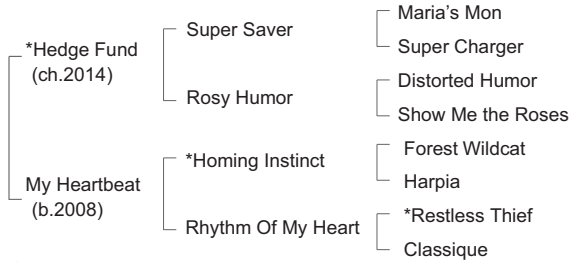 Maria's Mon
Super Saver
Super Charger
*Hedge Fund
(ch.2014)
Distorted Humor
Rosy Humor
Show Me the Roses
Forest Wildcat
*Homing Instinct
Harpia
My Heartbeat
(b.2008)
*Restless Thief
Rhythm Of My Heart
Classique